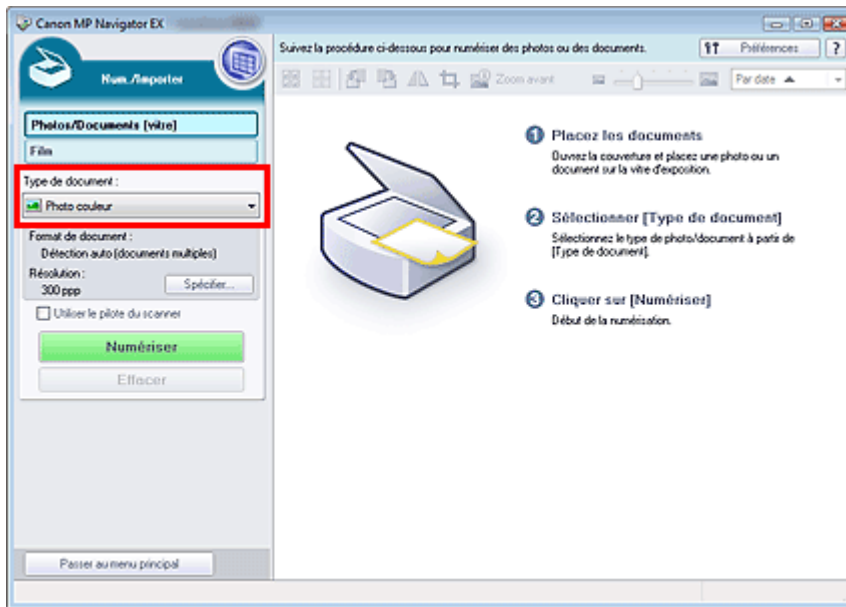 Canon MP Navigator EX
Num./Importer
Photos/Documents (vitre)
Film
Type de document :
Photo couleur
Format de document :
Détection auto (documents multiples)
Résolution :
300 ppp
Spécifier...
Utiliser le pilote du scanner
Numériser
Effacer
Passer au menu principal
Suivez la procédure ci-dessous pour numériser des photos ou des documents.
Préférences
?
Zoom avant
Par date
1 Placez les documents
Ouvrez la couverture et placez une photo ou un
document sur la vitre d'exposition.
2 Sélectionner [Type de document]
Sélectionnez le type de photo/document à partir de
[Type de document].
3 Cliquer sur [Numériser]
Début de la numérisation.